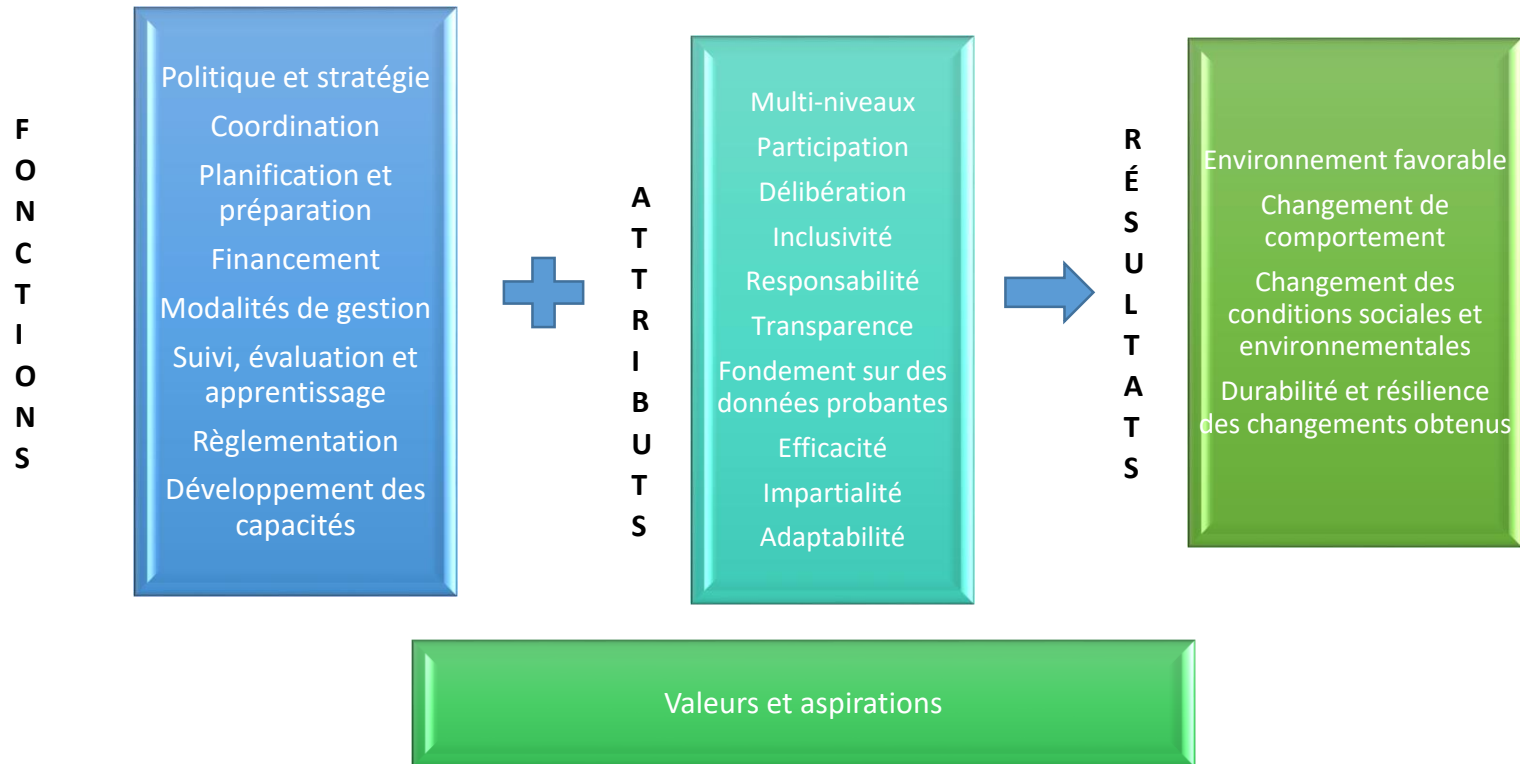 FONCTIONS
Politique et stratégie
Coordination
Planification et
préparation
Financement
Modalités de gestion
Suivi, évaluation et
apprentissage
Règlementation
Développement des
capacités
ATTRIBUTS
Multi-niveaux
Participation
Délibération
Inclusivité
Responsabilité
Transparence
Fondement sur des
données probantes
Efficacité
Impartialité
Adaptabilité
RÉSULTATS
Environnement favorable
Changement de
comportement
Changement des
conditions sociales et
environnementales
Durabilité et résilience
des changements obtenus
Valeurs et aspirations